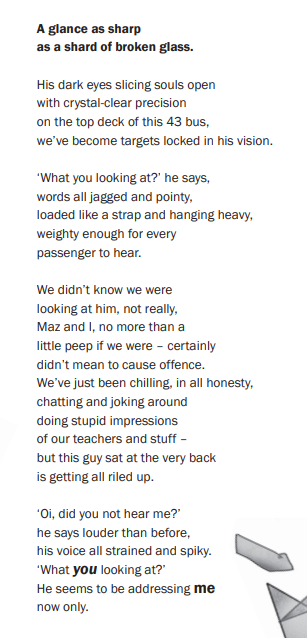 A glance as sharp
as a shard of broken glass.
His dark eyes slicing souls open
with crystal-clear precision
on the top deck of this 43 bus,
we’ve become targets locked in his vision.
‘What you looking at?’ he says,
words all jagged and pointy,
loaded like a strap and hanging heavy,
weighty enough for every
passenger to hear.
We didn’t know we were
looking at him, not really,
Maz and I, no more than a
little peep if we were – certainly
didn’t mean to cause offence.
We’ve just been chilling, in all honesty,
chatting and joking around
doing stupid impressions
of our teachers and stuff –
but this guy sat at the very back
is getting all riled up.
‘Oi, did you not hear me?’
he says louder than before,
his voice all strained and spiky.
‘What you looking at?’
He seems to be addressing me
now only.